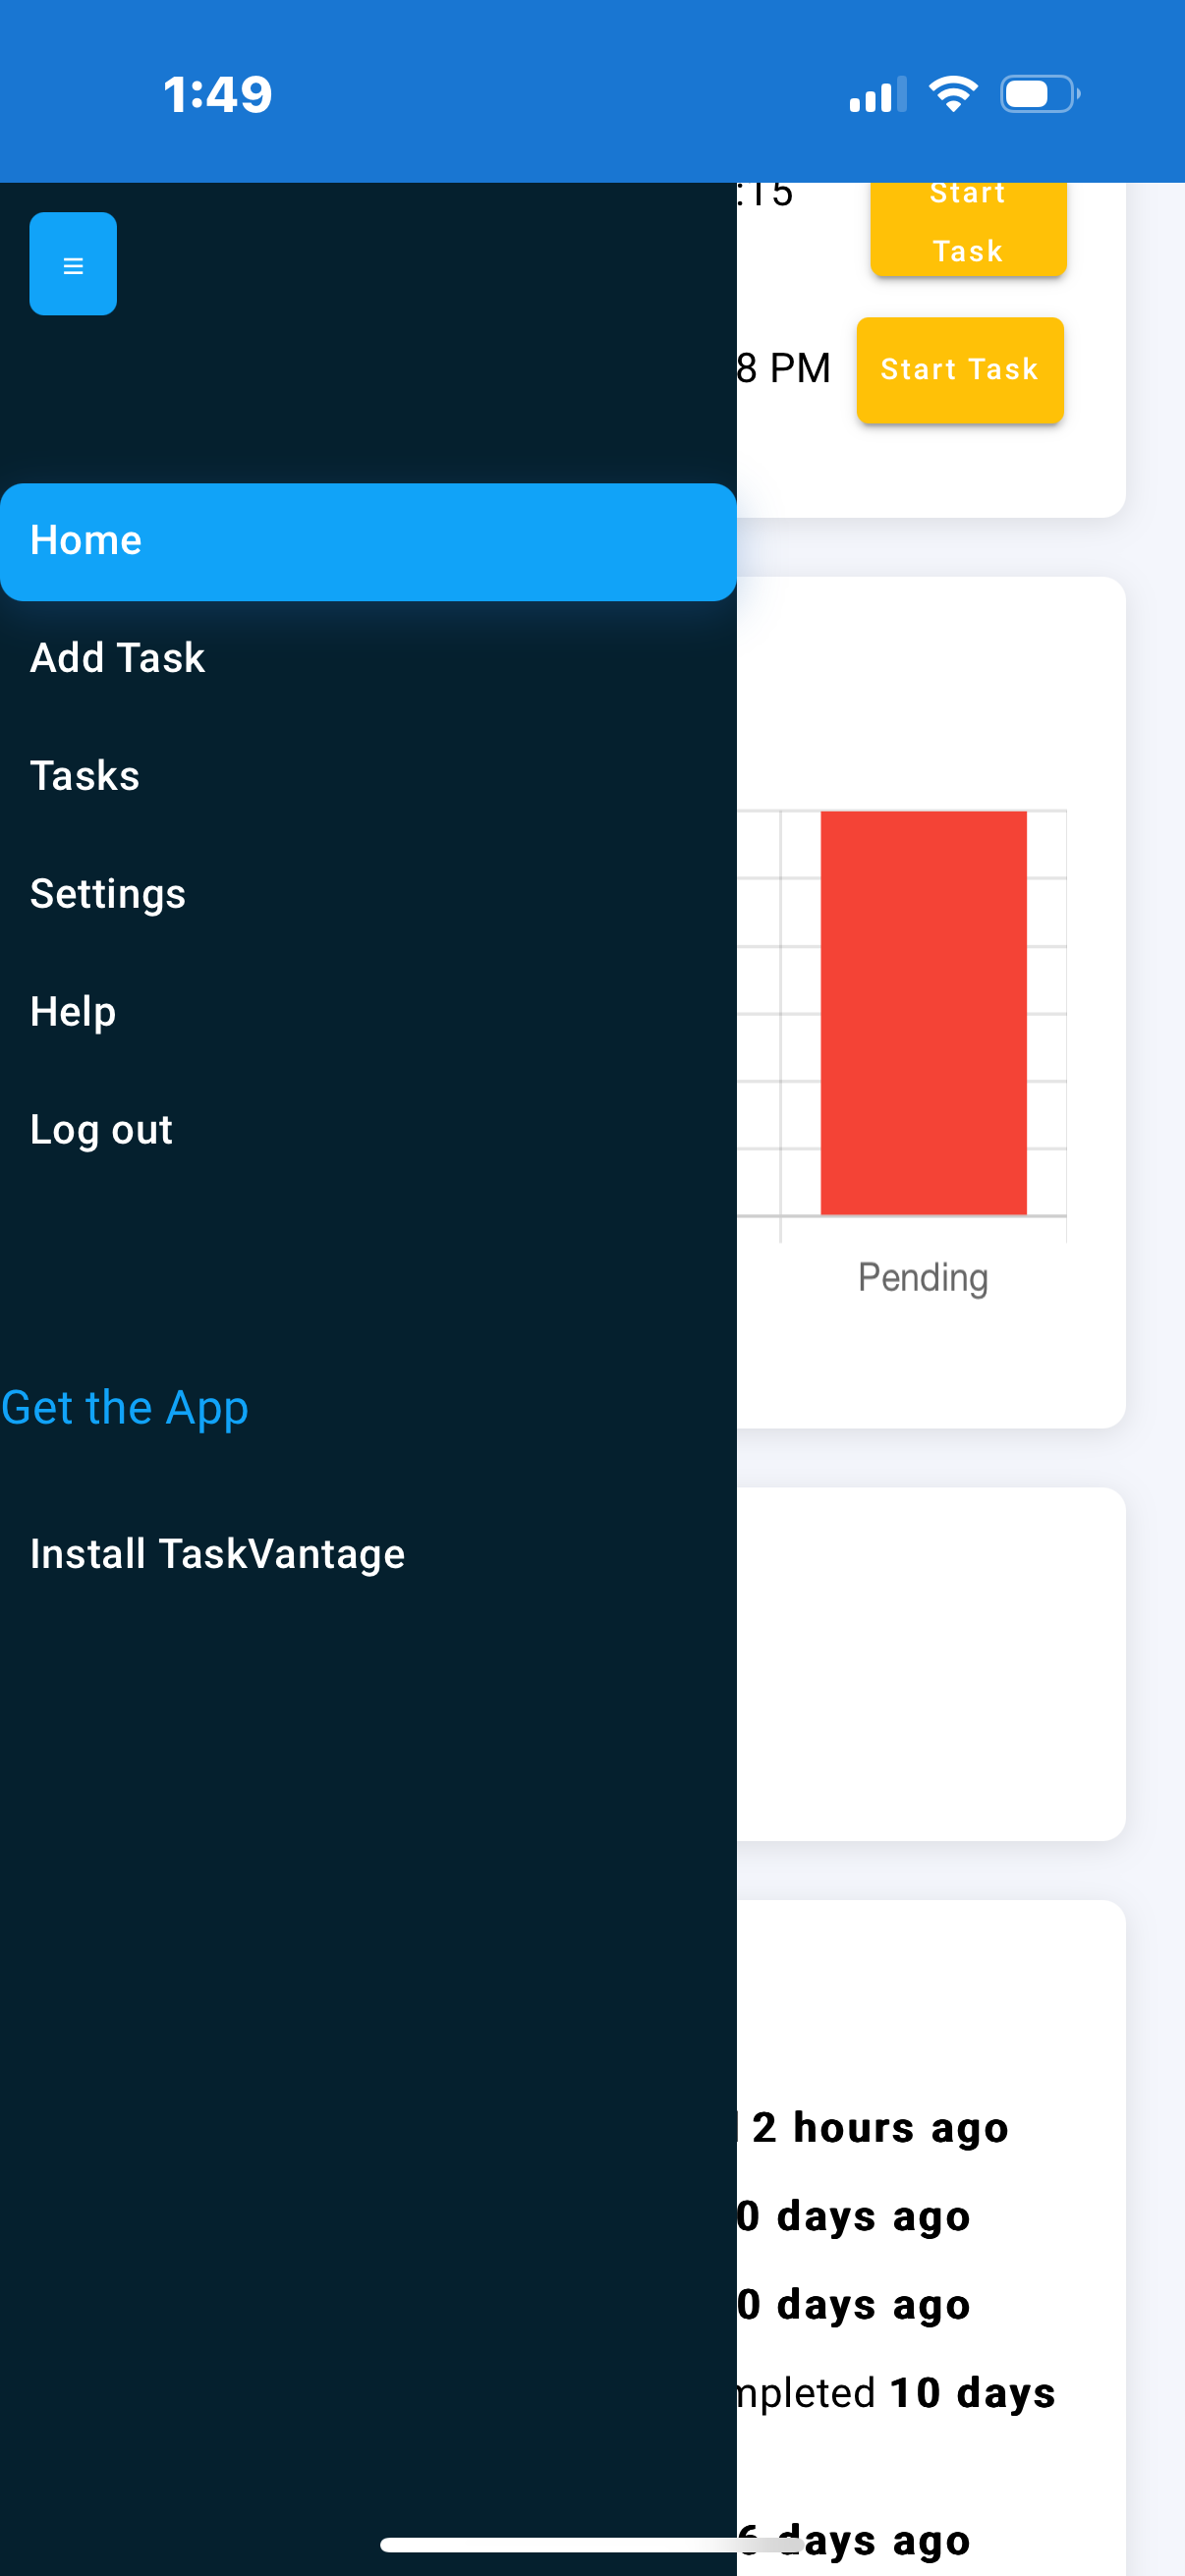 1:49
:15
Start
Task
8 PM
Start Task
Home
Add Task
Tasks
Settings
Help
Log out
Pending
Get the App
Install TaskVantage
2 hours ago
0 days ago
0 days ago
mpleted 10 days
6 days ago